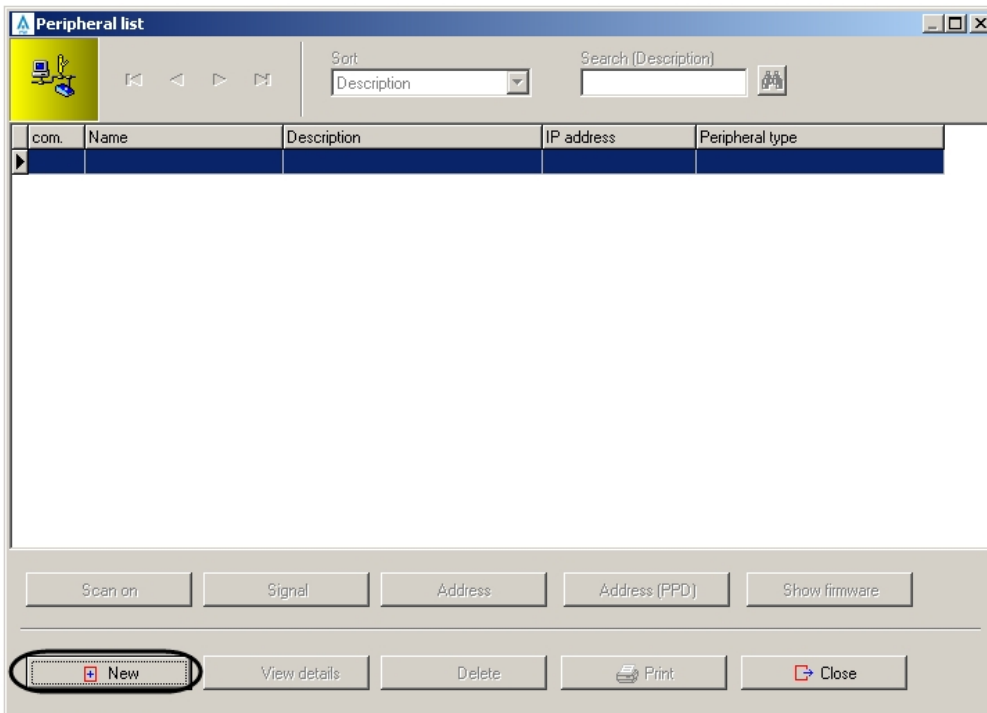 Peripheral list
Sort
Search (Description)
Description
com. Name Description IP address Peripheral type
Scan on Signal Address Address (PPD) Show firmware
New View details Delete Print Close